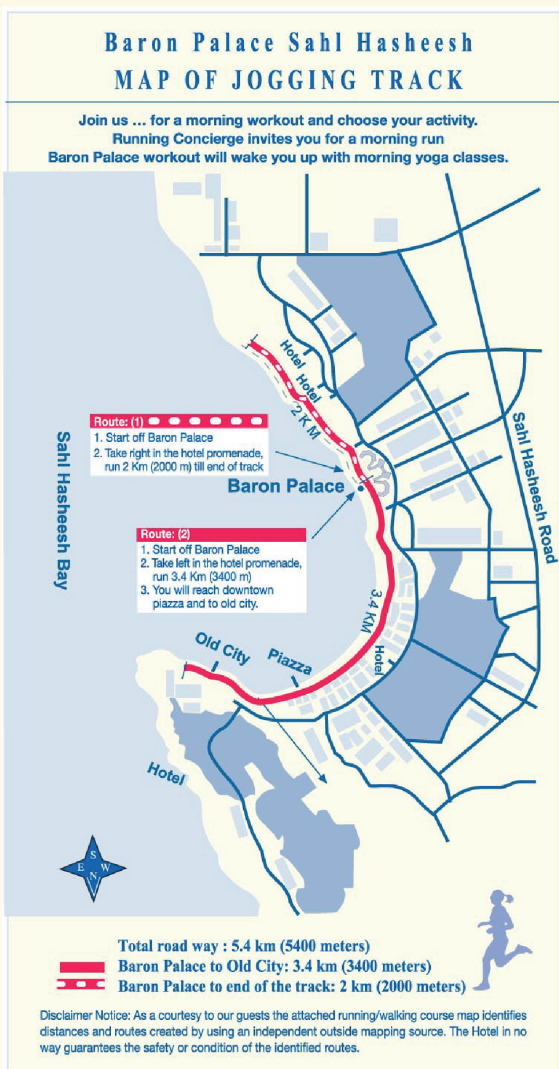 Baron Palace Sahl Hasheesh
MAP OF JOGGING TRACK
Join us ... for a morning workout and choose your activity.
Running Concierge invites you for a morning run
Baron Palace workout will wake you up with morning yoga classes.
Hotel
Hotel
2 KM
Route: (1)
1. Start off Baron Palace
2. Take right in the hotel promenade,
run 2 Km (2000 m) till end of track
Sahl Hasheesh Bay
Sahl Hasheesh Road
Baron Palace
Route: (2)
1. Start off Baron Palace
2. Take left in the hotel promenade,
run 3.4 Km (3400 m)
3. You will reach downtown
piazza and to old city.
3.4 KM
Hotel
Old City
Piazza
Hotel
S
E W
N
Total road way : 5.4 km (5400 meters)
Baron Palace to Old City: 3.4 km (3400 meters)
Baron Palace to end of the track: 2 km (2000 meters)
Disclaimer Notice: As a courtesy to our guests the attached running/walking course map identifies
distances and routes created by using an independent outside mapping source. The Hotel in no
way guarantees the safety or condition of the identified routes.